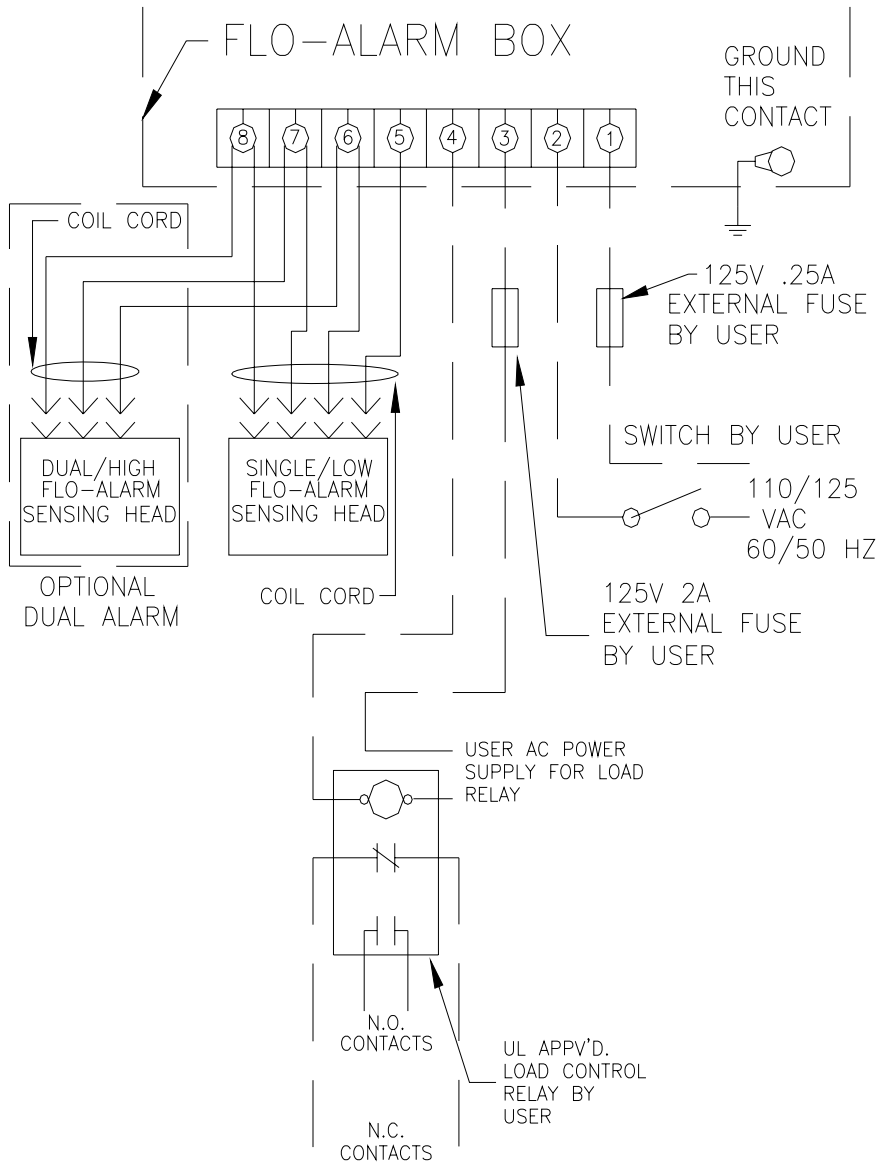 FLO-ALARM BOX
GROUND
THIS
CONTACT
8 7 6 5 4 3 2 1
COIL CORD
125V .25A
EXTERNAL FUSE
BY USER
SWITCH BY USER
110/125
VAC
60/50 HZ
DUAL/HIGH
FLO-ALARM
SENSING HEAD
SINGLE/LOW
FLO-ALARM
SENSING HEAD
OPTIONAL
DUAL ALARM
COIL CORD
125V 2A
EXTERNAL FUSE
BY USER
USER AC POWER
SUPPLY FOR LOAD
RELAY
N.O.
CONTACTS
UL APPV'D.
LOAD CONTROL
RELAY BY
USER
N.C.
CONTACTS